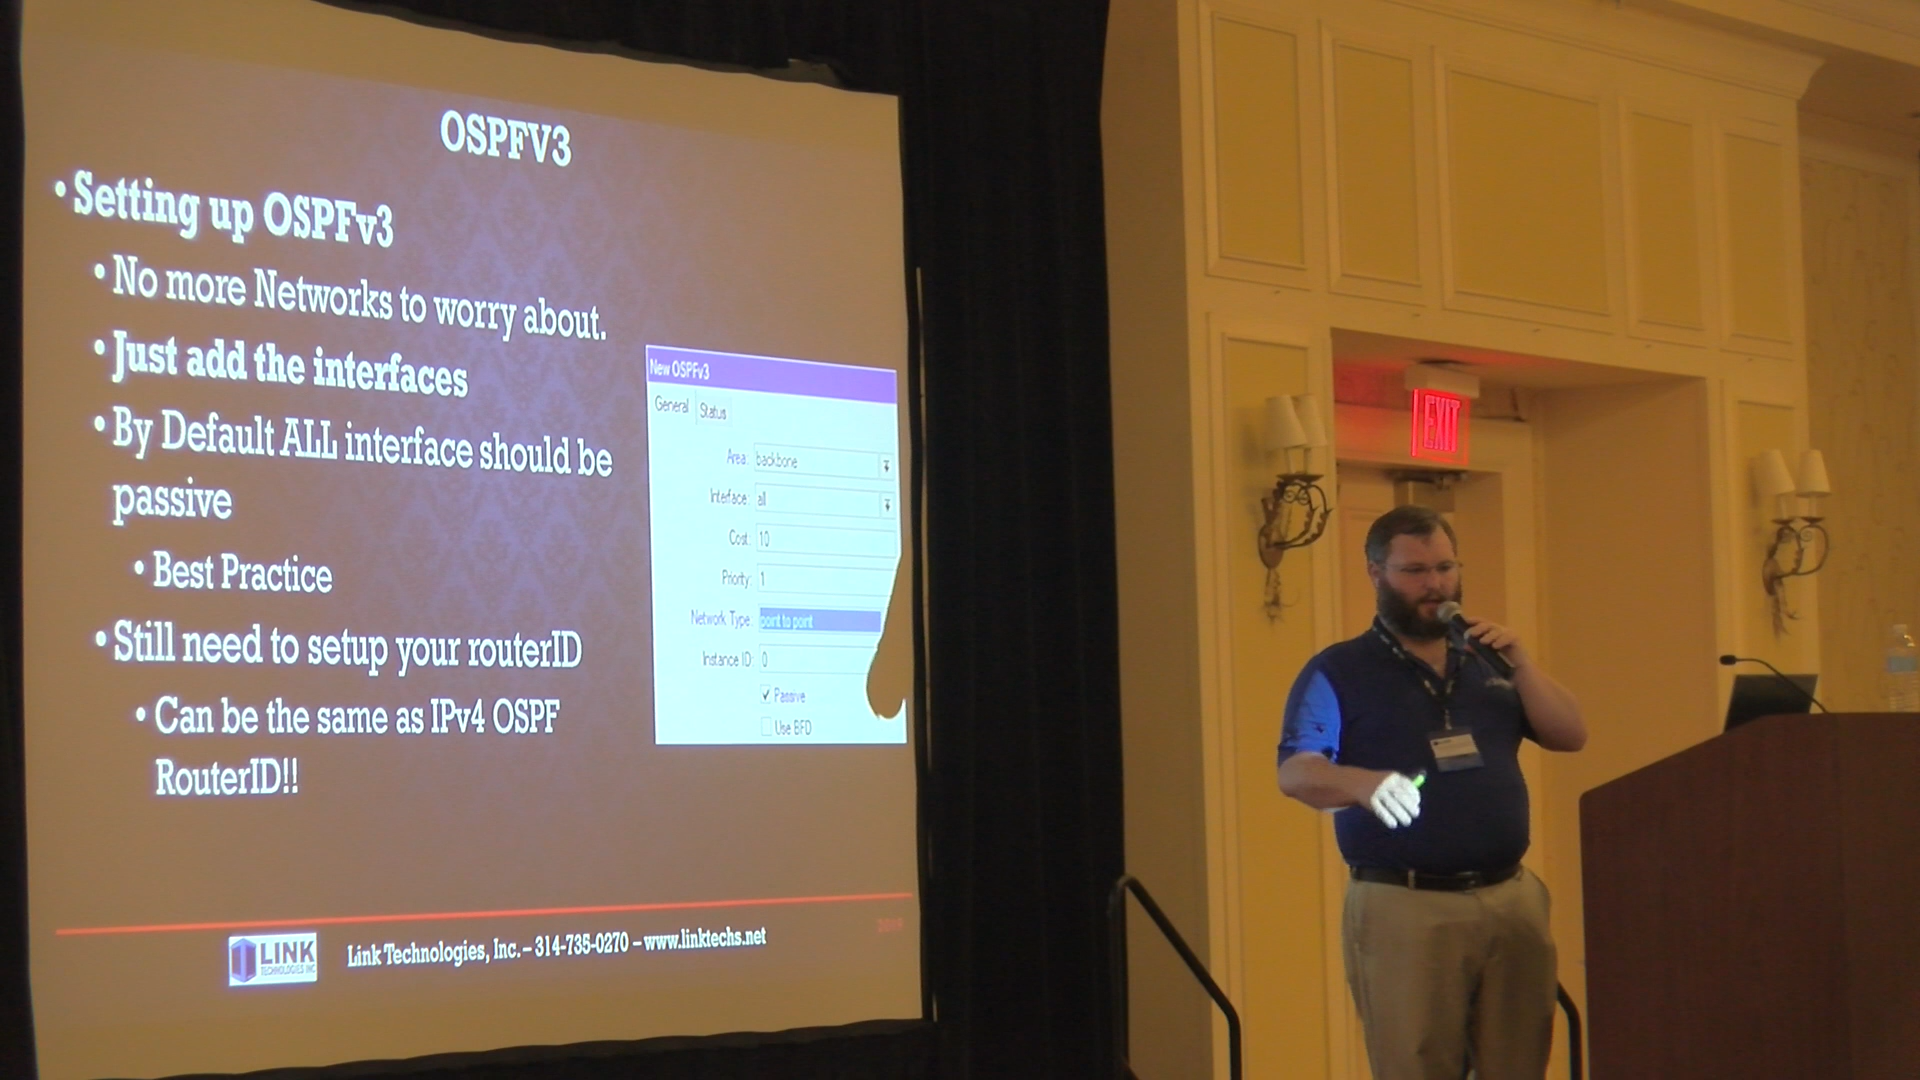 OSPFV3
• Setting up OSPFv3
• No more Networks to worry about.
• Just add the interfaces
• By Default ALL interface should be
passive
• Best Practice
• Still need to setup your routerID
• Can be the same as IPv4 OSPF
RouterID!!
New OSPFv3
General Status
Area: backbone
Interface: all
Cost: 10
Priority: 1
Network Type: point to point
Instance ID: 0
Passive
Use BFD
LINK
TECHNOLOGIES INC
Link Technologies, Inc. – 314-735-0270 – www.linktechs.net
EXIT